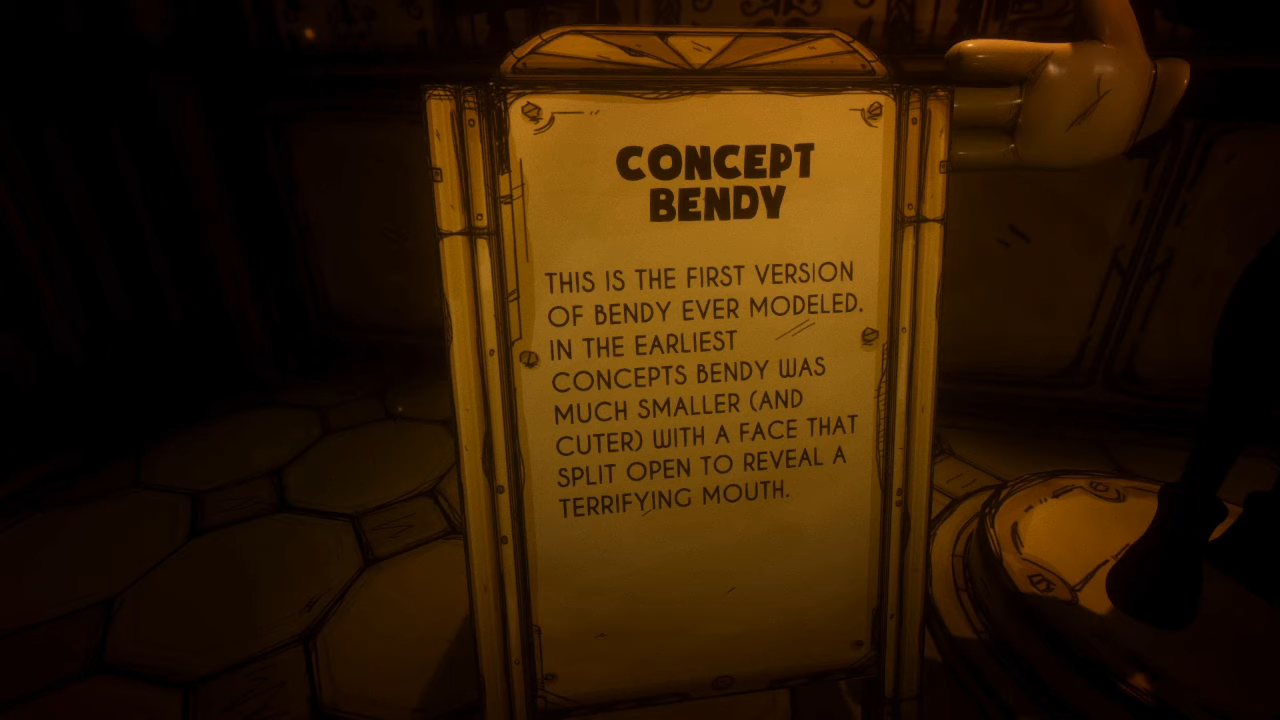 CONCEPT
BENDY
THIS IS THE FIRST VERSION
OF BENDY EVER MODELED.
IN THE EARLIEST
CONCEPTS BENDY WAS
MUCH SMALLER (AND
CUTER) WITH A FACE THAT
SPLIT OPEN TO REVEAL A
TERRIFYING MOUTH.